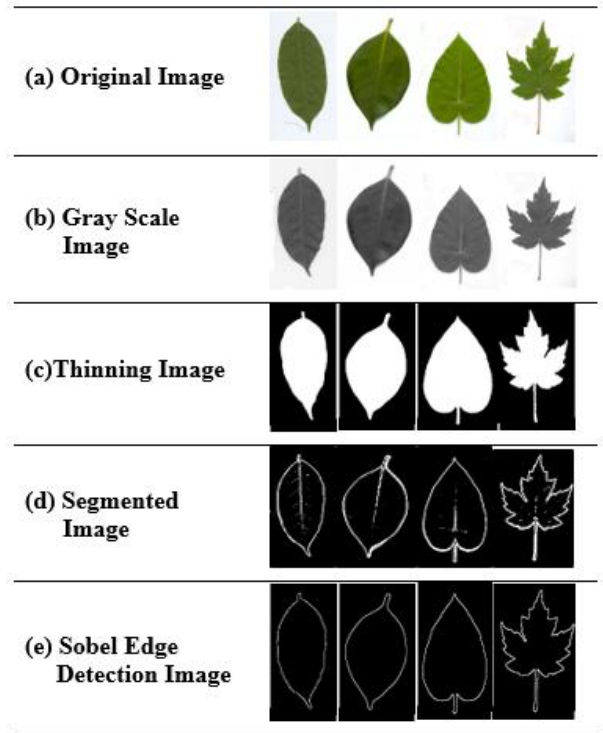 (a) Original Image
(b) Gray Scale
Image
(c)Thinning Image
(d) Segmented
Image
(e) Sobel Edge
Detection Image